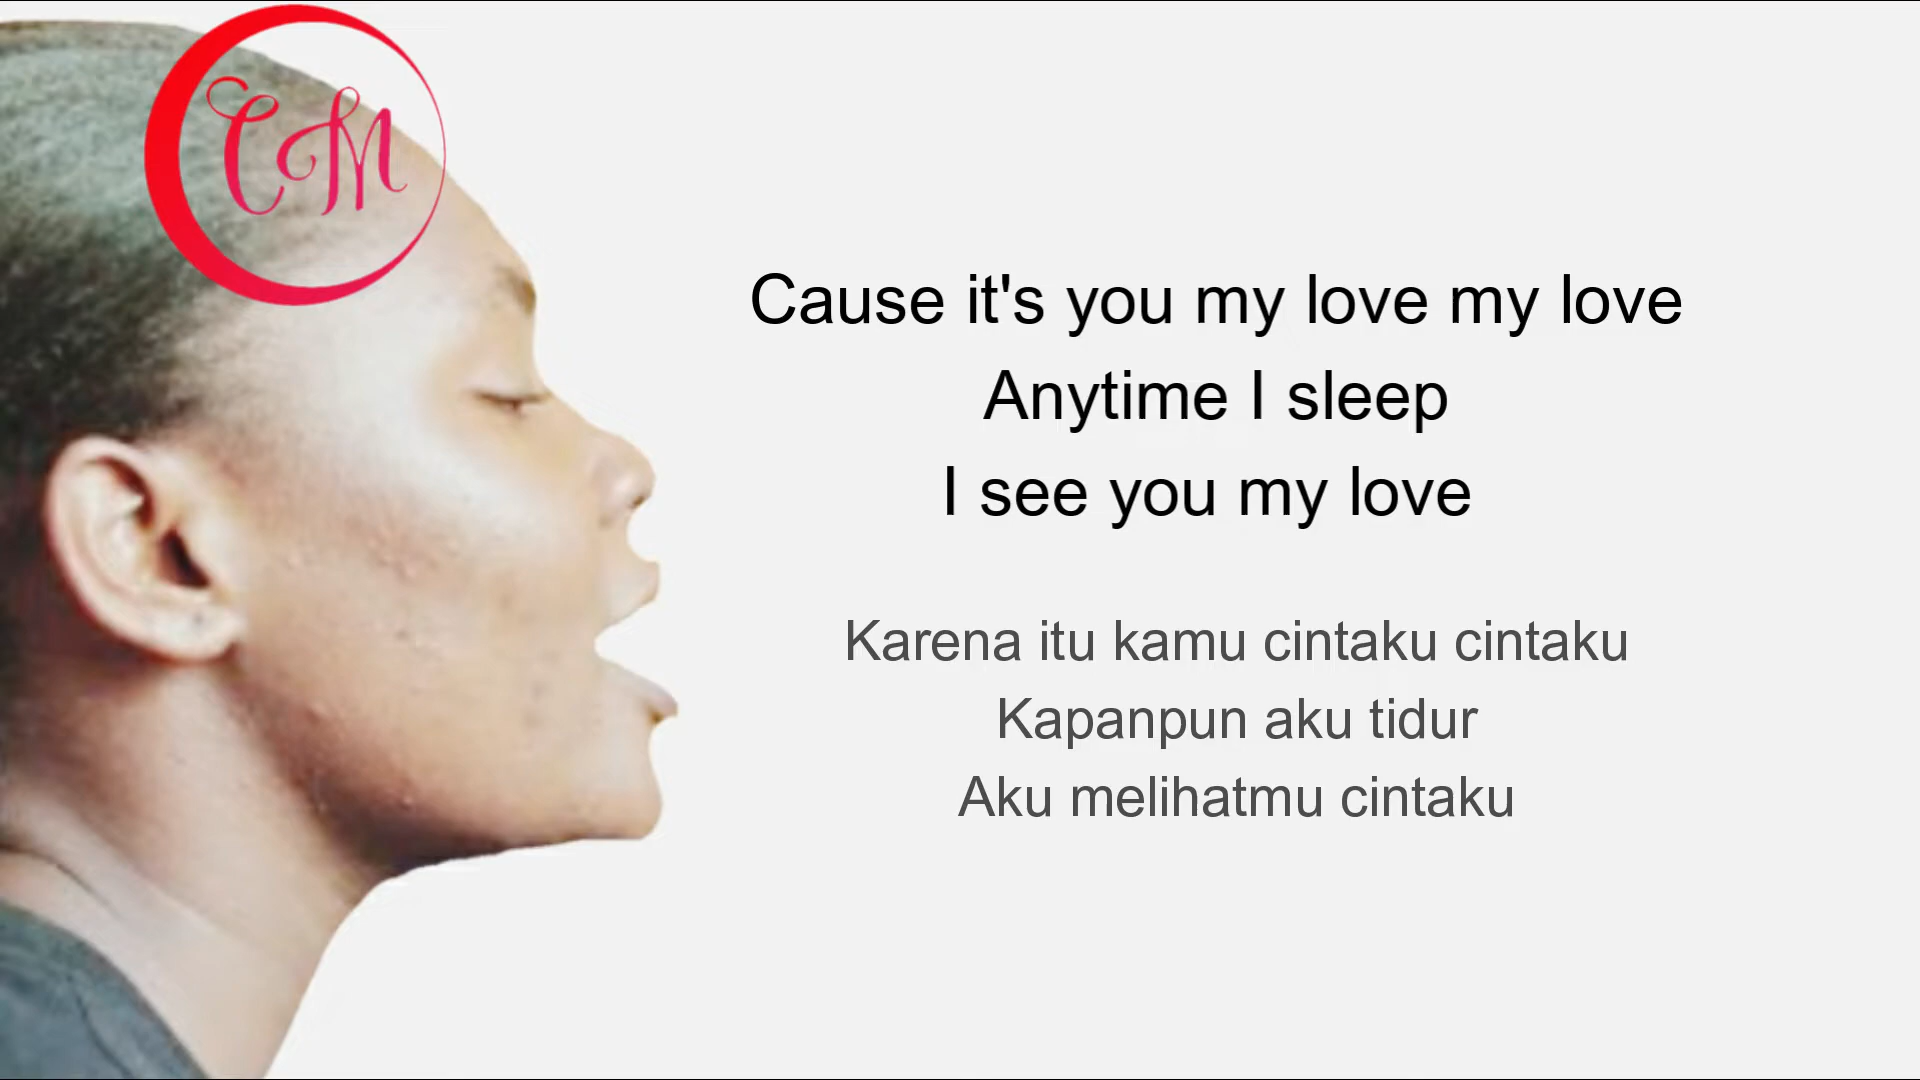 CM
Cause it's you my love my love
Anytime I sleep
I see you my love
Karena itu kamu cintaku cintaku
Kapanpun aku tidur
Aku melihatmu cintaku